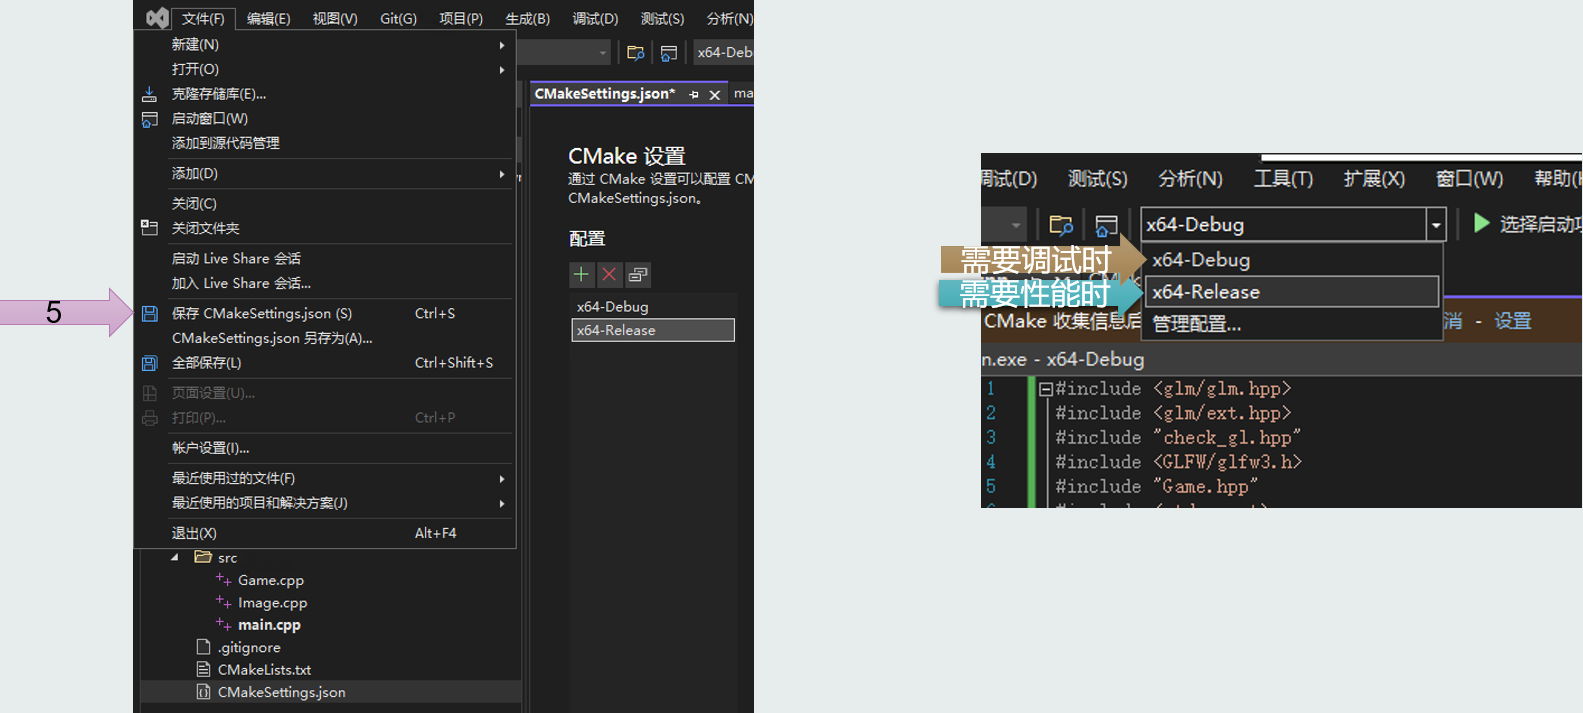 文件(F) 编辑(E) 视图(V) Git(G) 项目(P) 生成(B) 调试(D) 测试(S) 分析(N)
新建(N)
打开(O)
克隆存储库(E)...
启动窗口(W)
添加到源代码管理
添加(D)
关闭(C)
关闭文件夹
启动 Live Share 会话
加入 Live Share 会话...
5
保存 CMakeSettings.json (S) Ctrl+S
CMakeSettings.json 另存为(A)...
全部保存(L) Ctrl+Shift+S
页面设置(U)...
打印(P)... Ctrl+P
帐户设置(I)...
最近使用过的文件(F)
最近使用的项目和解决方案(J)
退出(X) Alt+F4
src
Game.cpp
Image.cpp
main.cpp
.gitignore
CMakeLists.txt
CMakeSettings.json
x64-Deb
CMakeSettings.json* ma
CMake 设置
通过 CMake 设置可以配置 CM
CMakeSettings.json。
配置
x64-Debug
x64-Release
调试(D) 测试(S) 分析(N) 工具(T) 扩展(X) 窗口(W) 帮助(
x64-Debug 选择启动项
需要调试时 x64-Debug
需要性能时 x64-Release
CMake 收集信息后 管理配置... 消 - 设置
n.exe - x64-Debug
1 #include <glm/glm.hpp>
2 #include <glm/ext.hpp>
3 #include "check_gl.hpp"
4 #include <GLFW/glfw3.h>
5 #include "Game.hpp"